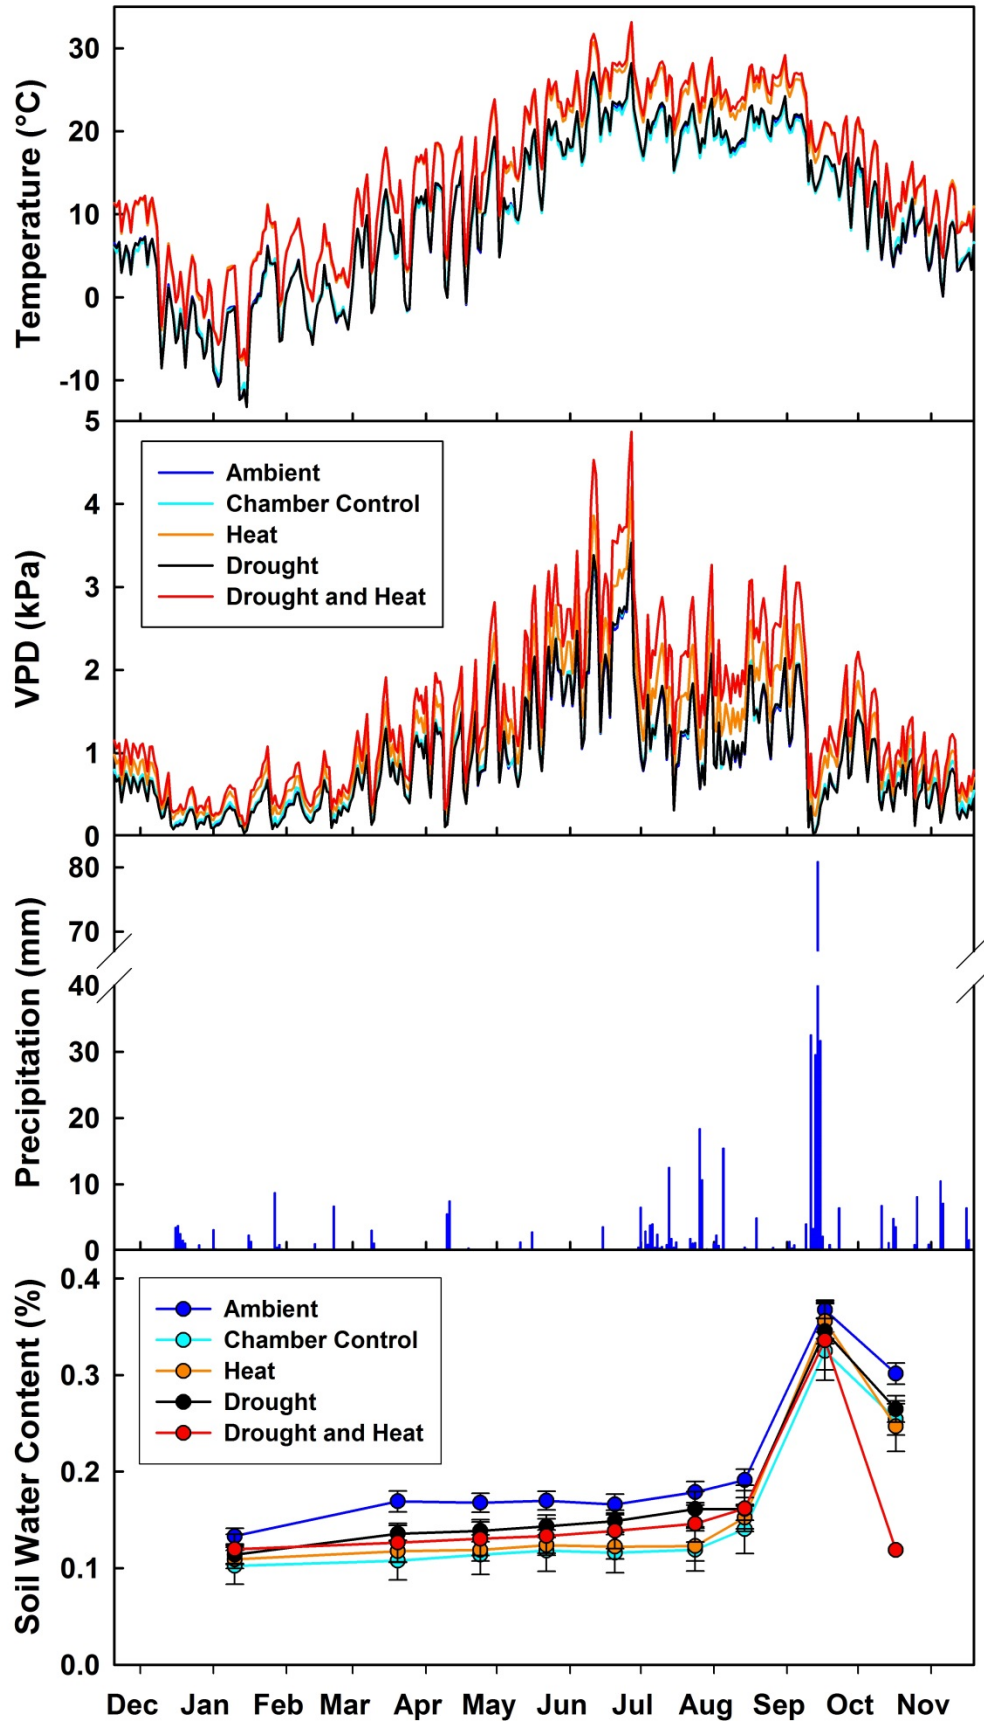 30
20
10
0
-10
Temperature (°C)
5
4
3
2
1
0
VPD (kPa)
Ambient
Chamber Control
Heat
Drought
Drought and Heat
80
70
40
30
20
10
0
Precipitation (mm)
0.4
0.3
0.2
0.1
0.0
Soil Water Content (%)
Ambient
Chamber Control
Heat
Drought
Drought and Heat
Dec Jan Feb Mar Apr May Jun Jul Aug Sep Oct Nov